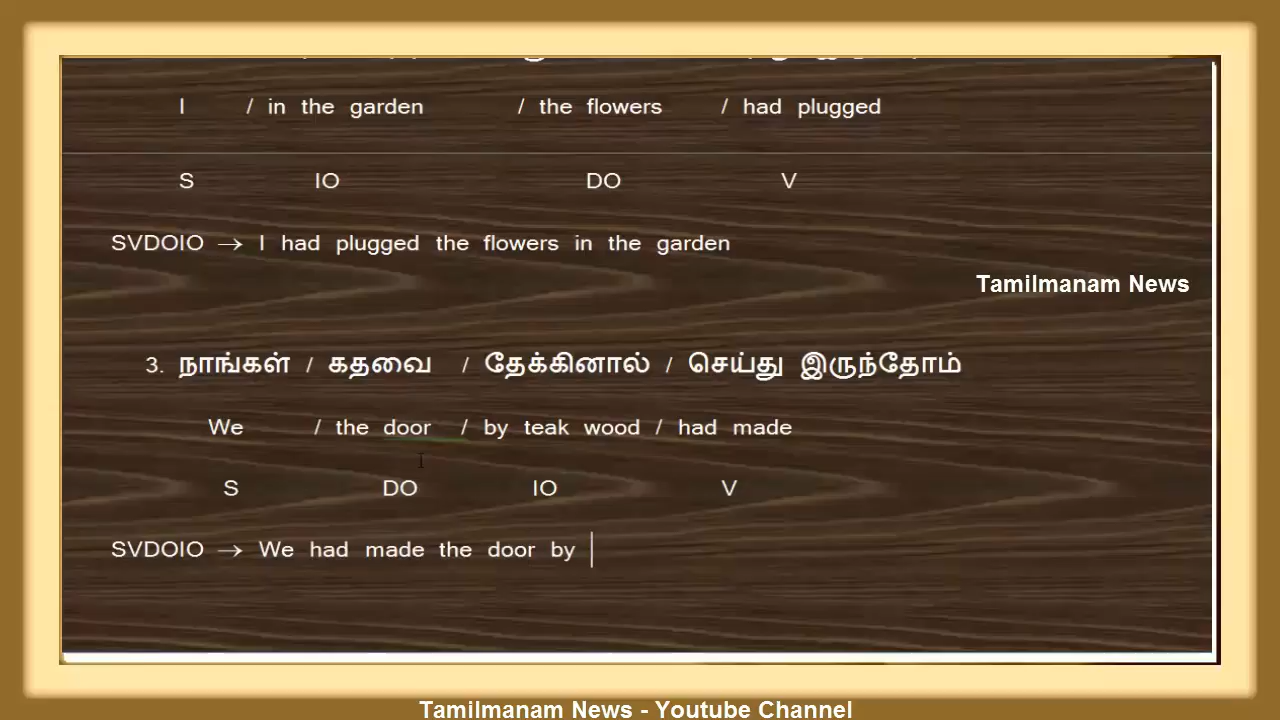 I / in the garden / the flowers / had plugged
S IO DO V
SVDOIO → I had plugged the flowers in the garden
Tamilmanam News
3. நாங்கள் / கதவை / தேக்கினால் / செய்து இருந்தோம்
We / the door / by teak wood / had made
S DO IO V
SVDOIO → We had made the door by
Tamilmanam News - Youtube Channel